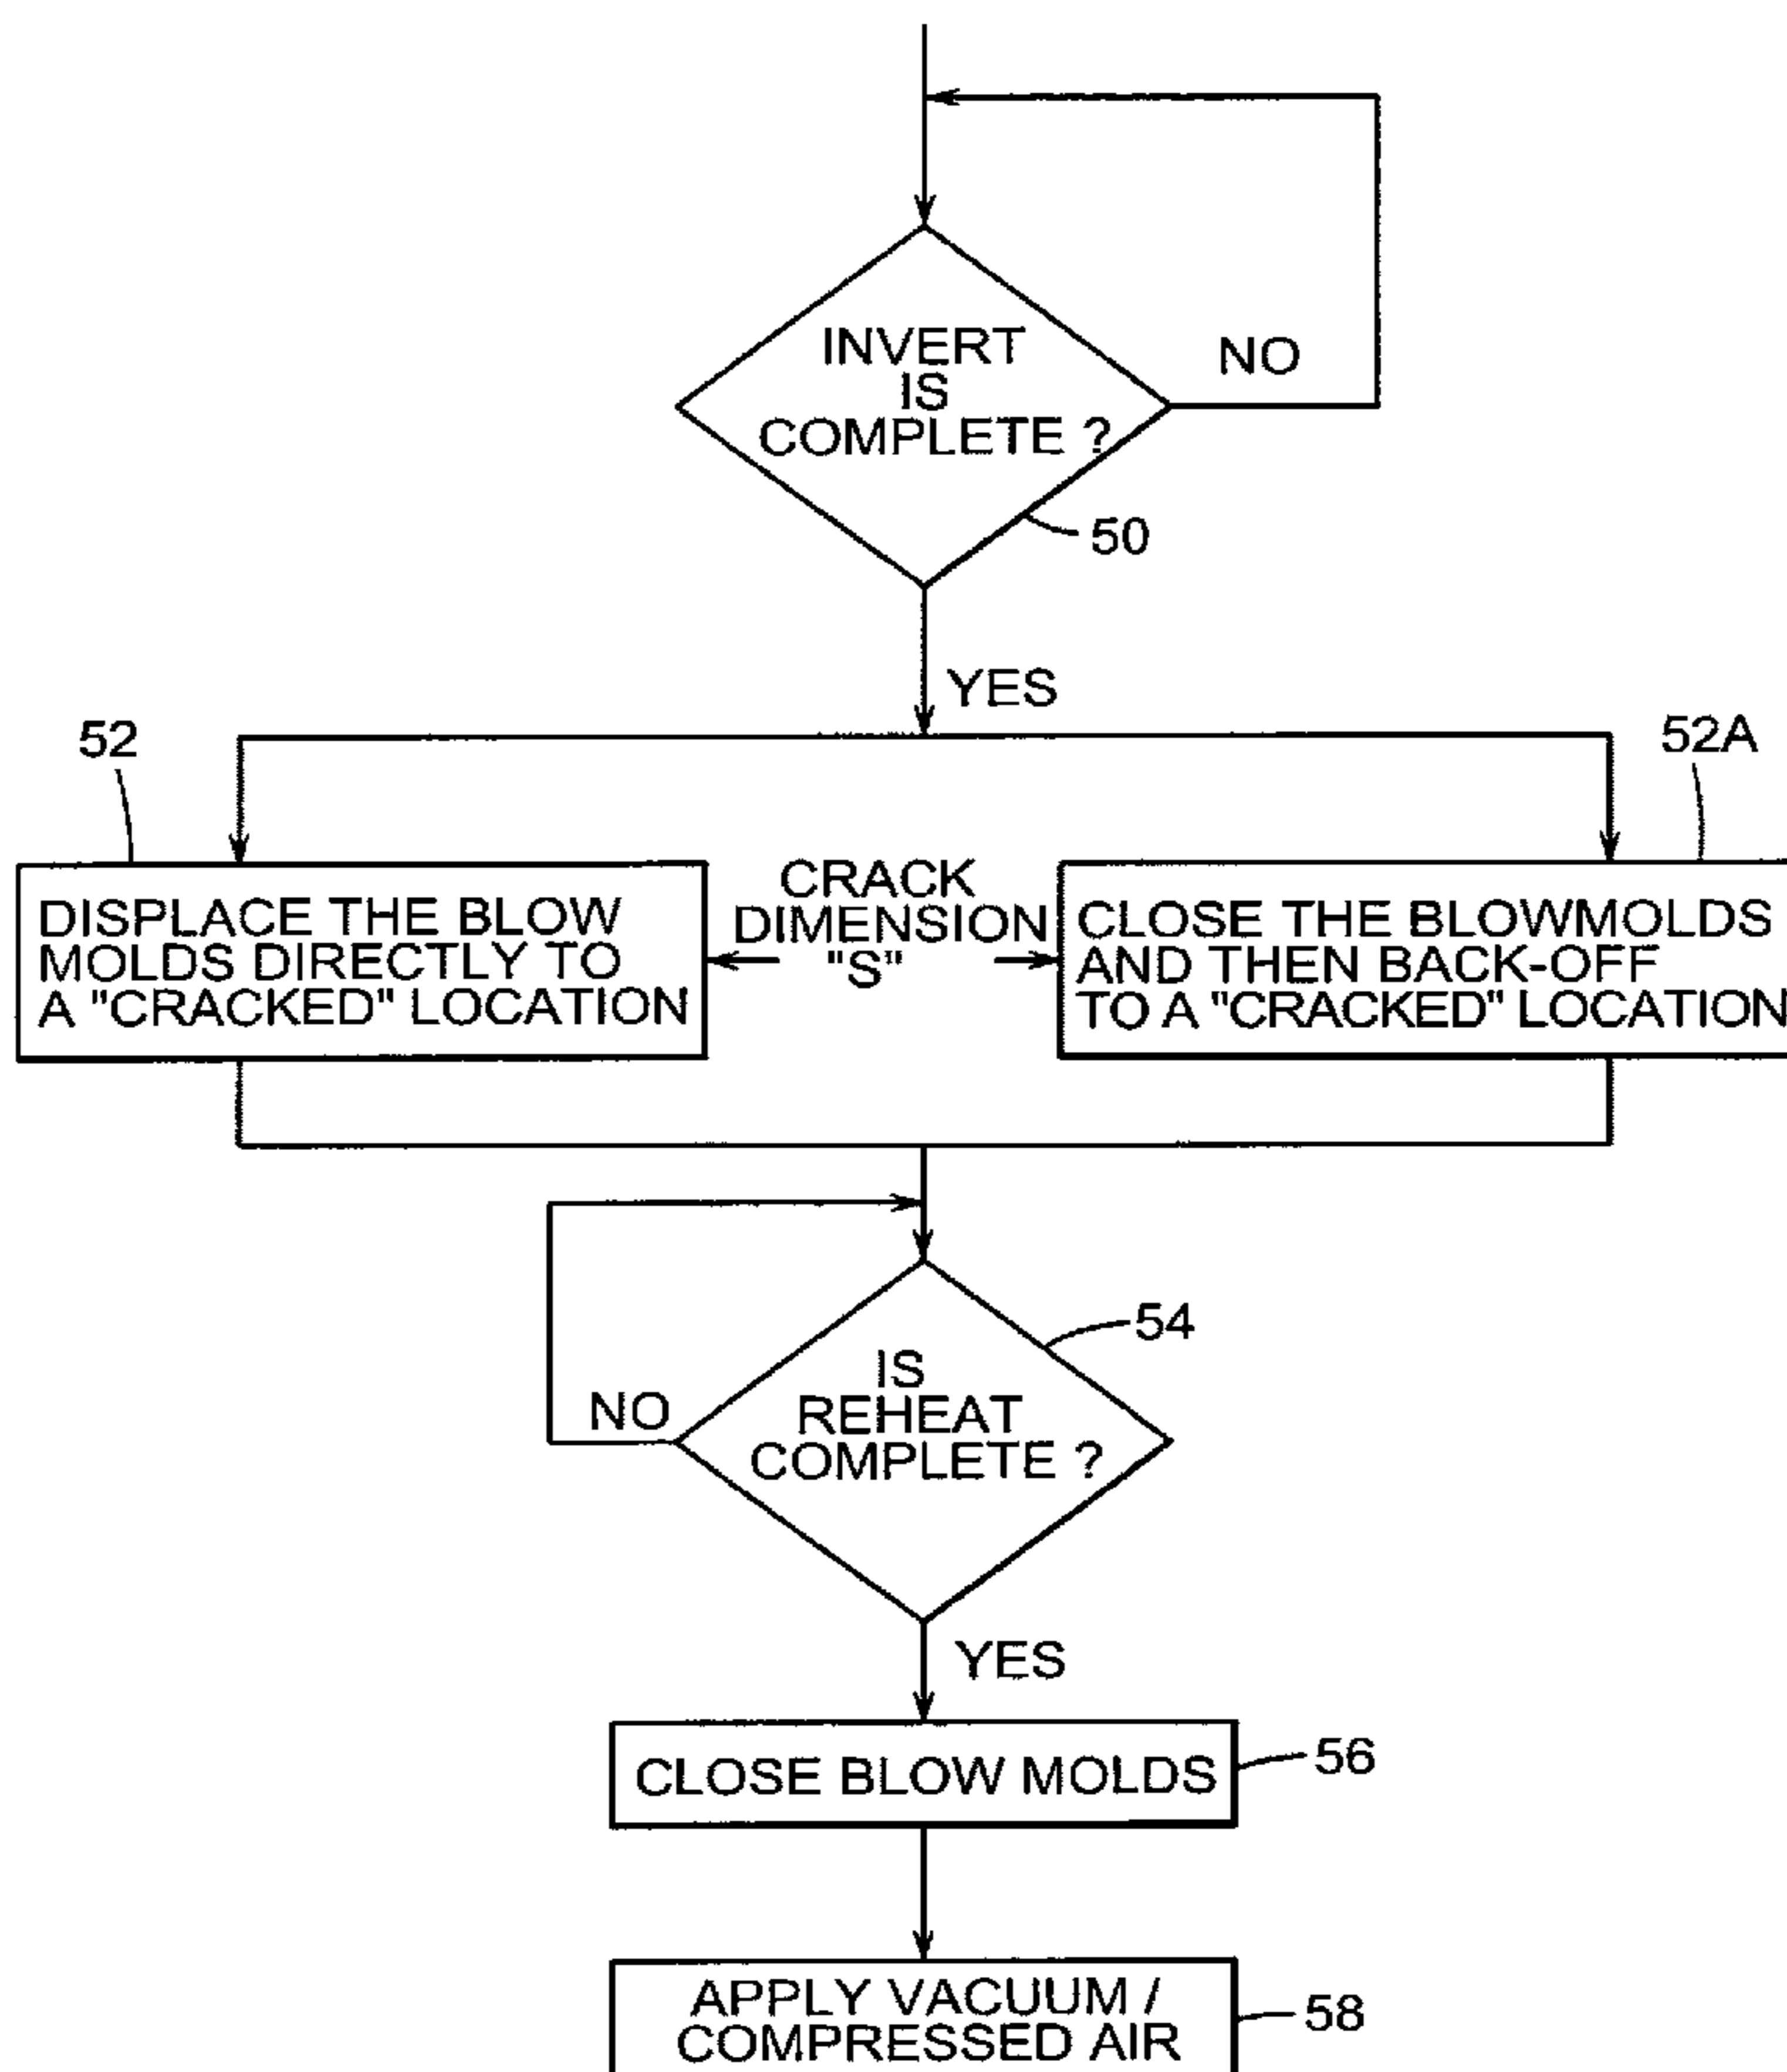 INVERT
IS
COMPLETE ?
NO
50
YES
52
52A
DISPLACE THE BLOW
MOLDS DIRECTLY TO
A "CRACKED" LOCATION
CRACK
DIMENSION
"S"
CLOSE THE BLOWMOLDS
AND THEN BACK-OFF
TO A "CRACKED" LOCATION
54
IS
REHEAT
COMPLETE ?
NO
YES
CLOSE BLOW MOLDS
56
APPLY VACUUM /
COMPRESSED AIR
58